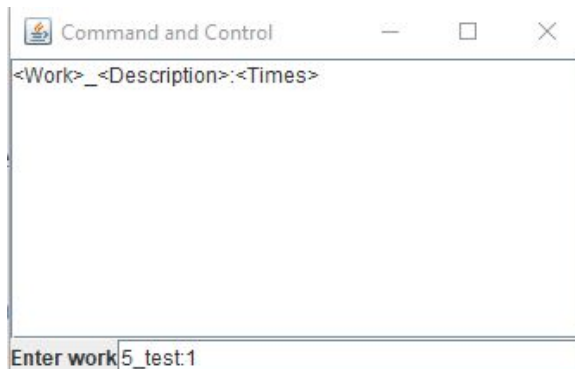 Command and Control
<Work>_<Description>:<Times>
Enter work 5_test:1